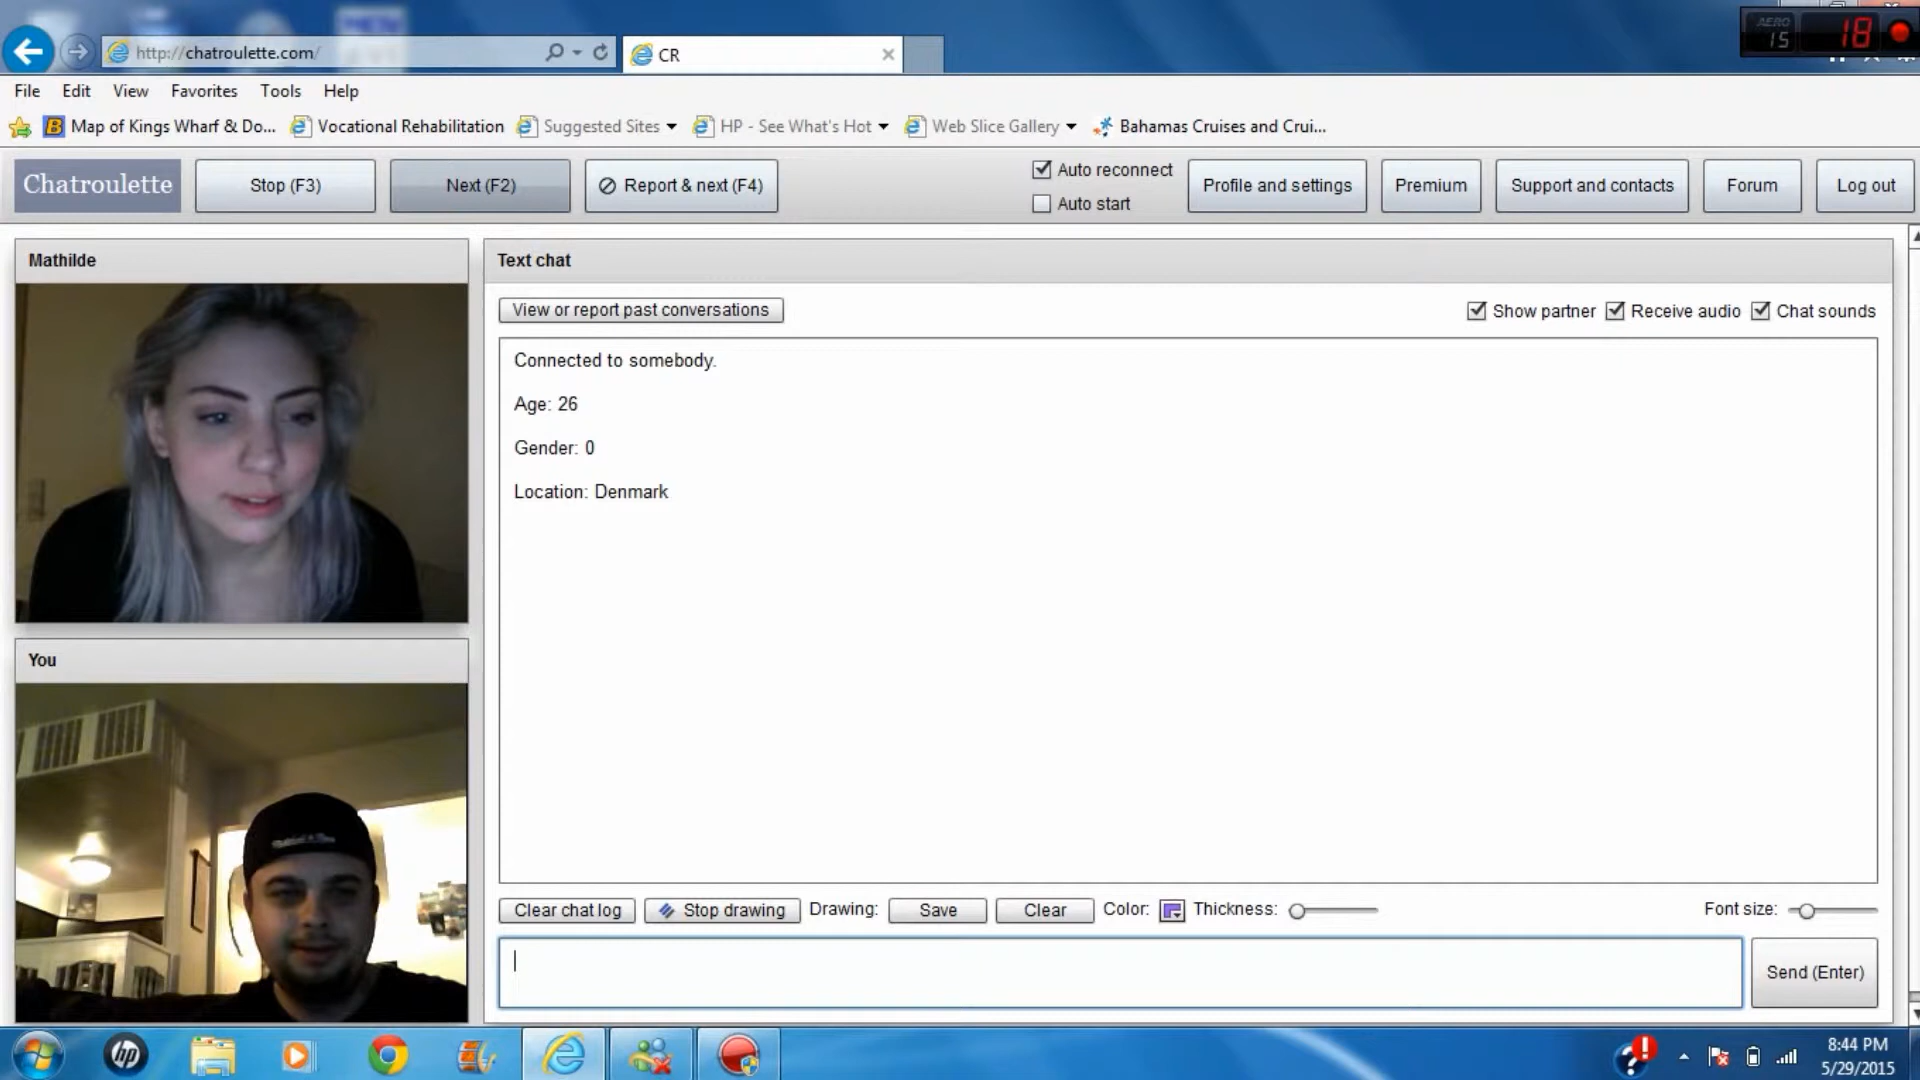 AERO
15
18
http://chatroulette.com/
CR
File Edit View Favorites Tools Help
Map of Kings Wharf & Do... Vocational Rehabilitation Suggested Sites HP - See What's Hot Web Slice Gallery Bahamas Cruises and Crui...
Chatroulette Stop (F3) Next (F2) Report & next (F4) Auto reconnect Profile and settings Premium Support and contacts Forum Log out
Auto start
Mathilde
Text chat
View or report past conversations Show partner Receive audio Chat sounds
Connected to somebody.
Age: 26
Gender: 0
Location: Denmark
You
Clear chat log Stop drawing Drawing: Save Clear Color: Thickness: Font size:
Send (Enter)
hp
8:44 PM
5/29/2015